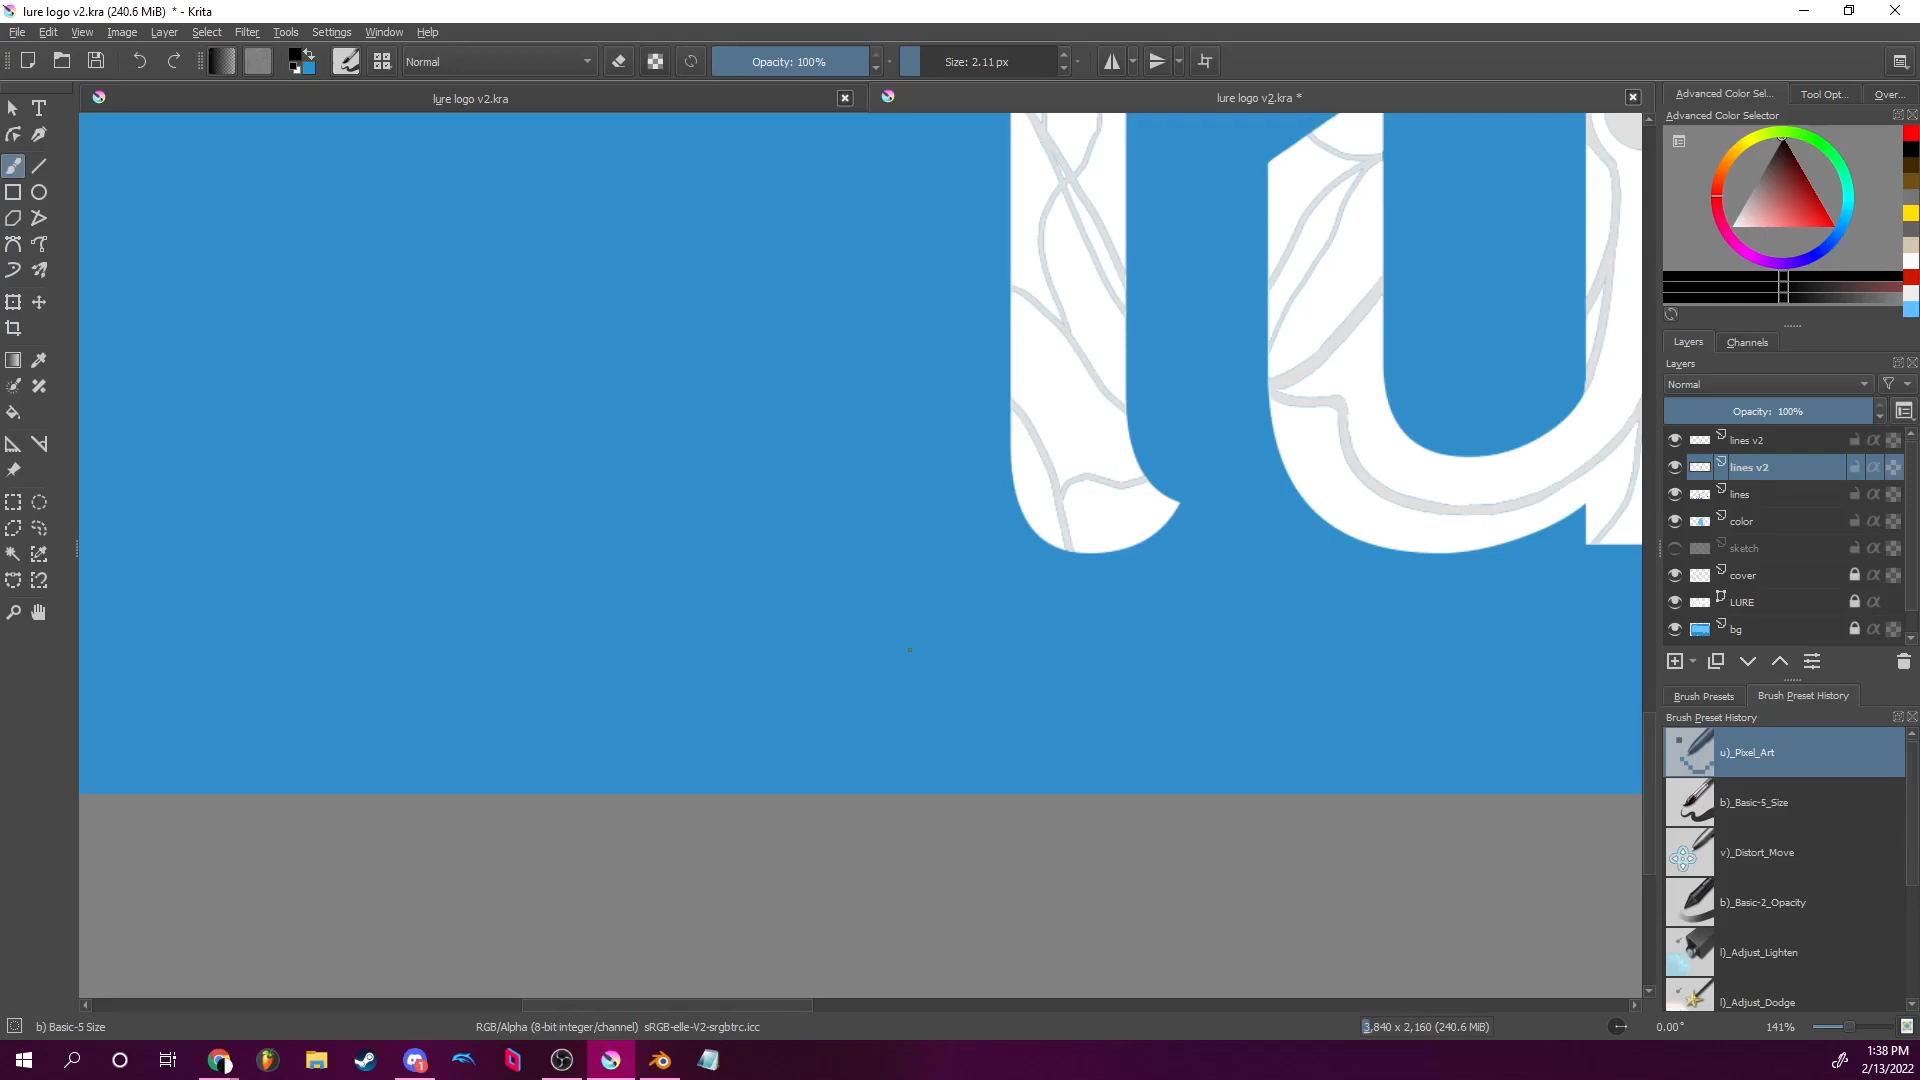 lure logo v2.kra (240.6 MiB) * - Krita
File Edit View Image Layer Select Filter Tools Settings Window Help
Normal
Opacity: 100%
Size: 2.11 px
lure logo v2.kra
lure logo v2.kra *
Advanced Color Sel...
Tool Opt...
Over...
Advanced Color Selector
Layers
Channels
Layers
Normal
Opacity: 100%
lines v2
lines v2
lines
color
sketch
cover
LURE
bg
Brush Presets
Brush Preset History
Brush Preset History
u)_Pixel_Art
b)_Basic-5_Size
v)_Distort_Move
b)_Basic-2_Opacity
l)_Adjust_Lighten
l)_Adjust_Dodge
lu
b) Basic-5 Size
RGB/Alpha (8-bit integer/channel) sRGB-elle-V2-srgbtrc.icc
3,840 x 2,160 (240.6 MiB)
0.00°
141%
1:38 PM
2/13/2022